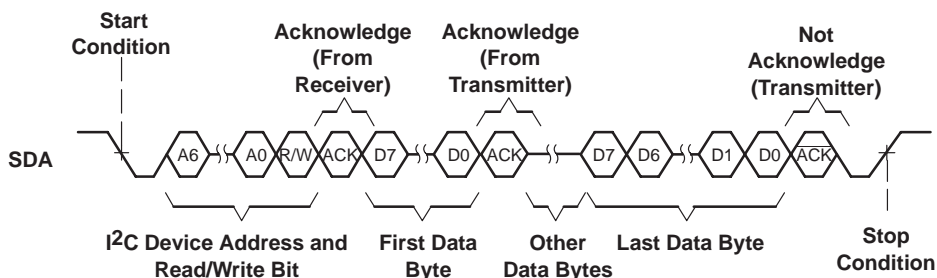 Start
Condition
Acknowledge
(From
Receiver)
Acknowledge
(From
Transmitter)
Not
Acknowledge
(Transmitter)
SDA
A6
A0
R/W
ACK
D7
D0
ACK
D7
D6
D1
D0
ACK
I2C Device Address and
Read/Write Bit
First Data
Byte
Other
Data Bytes
Last Data Byte
Stop
Condition